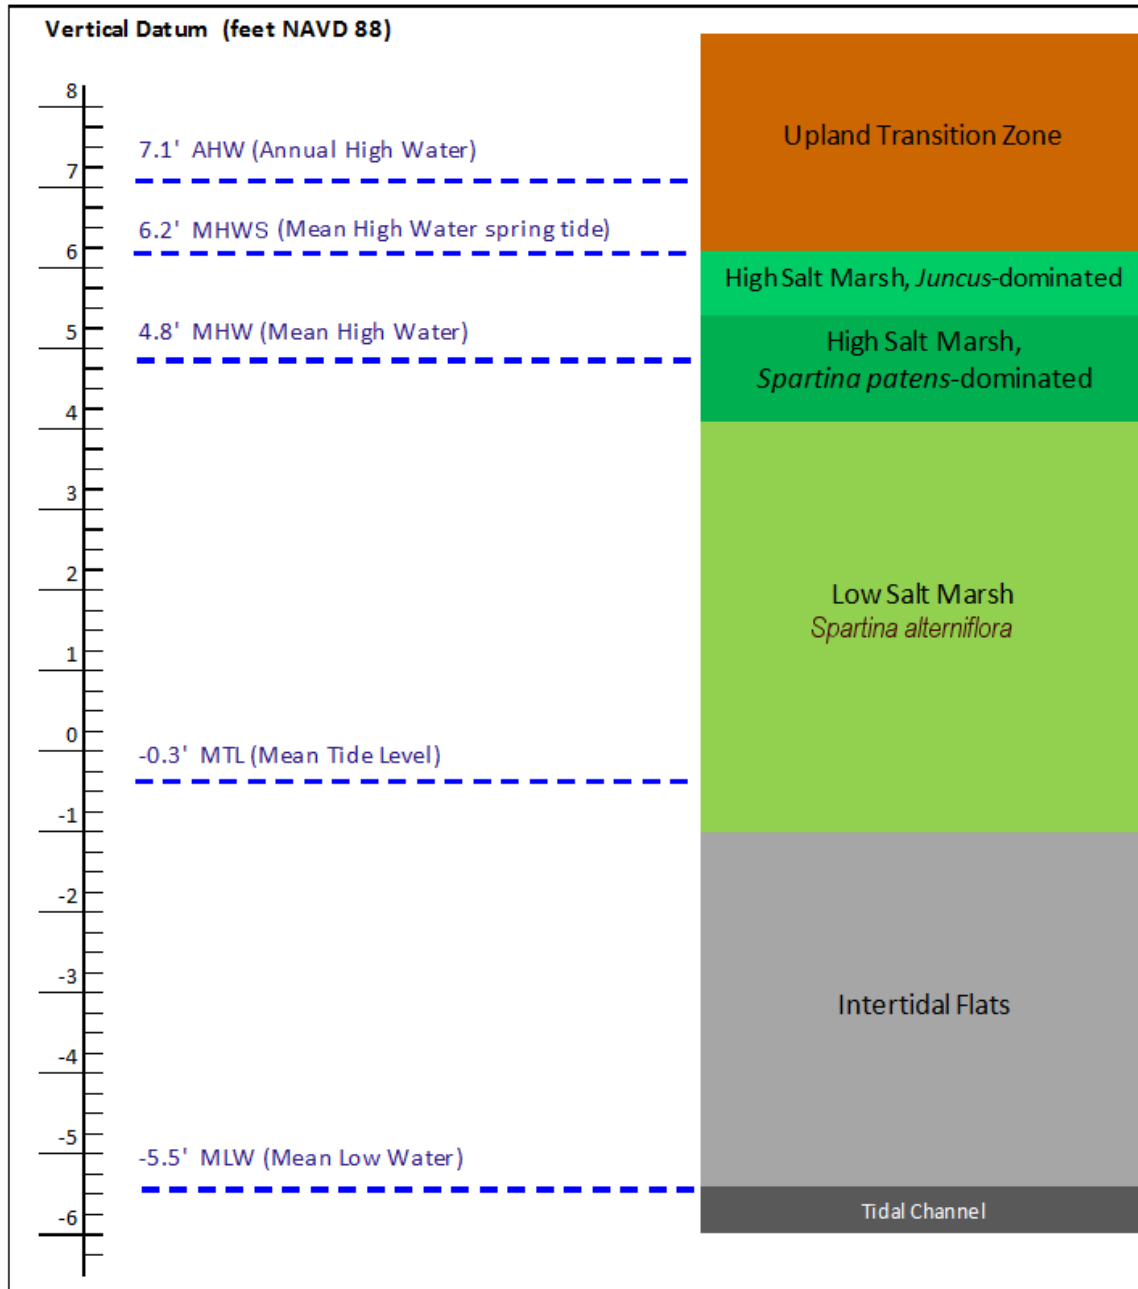 Vertical Datum (feet NAVD 88)
8
7.1' AHW (Annual High Water)
7
6.2' MHWS (Mean High Water spring tide)
6
5
4.8' MHW (Mean High Water)
4
3
2
1
0
-0.3' MTL (Mean Tide Level)
-1
-2
-3
-4
-5
-5.5' MLW (Mean Low Water)
-6
Upland Transition Zone
High Salt Marsh, Juncus-dominated
High Salt Marsh,
Spartina patens-dominated
Low Salt Marsh
Spartina alterniflora
Intertidal Flats
Tidal Channel